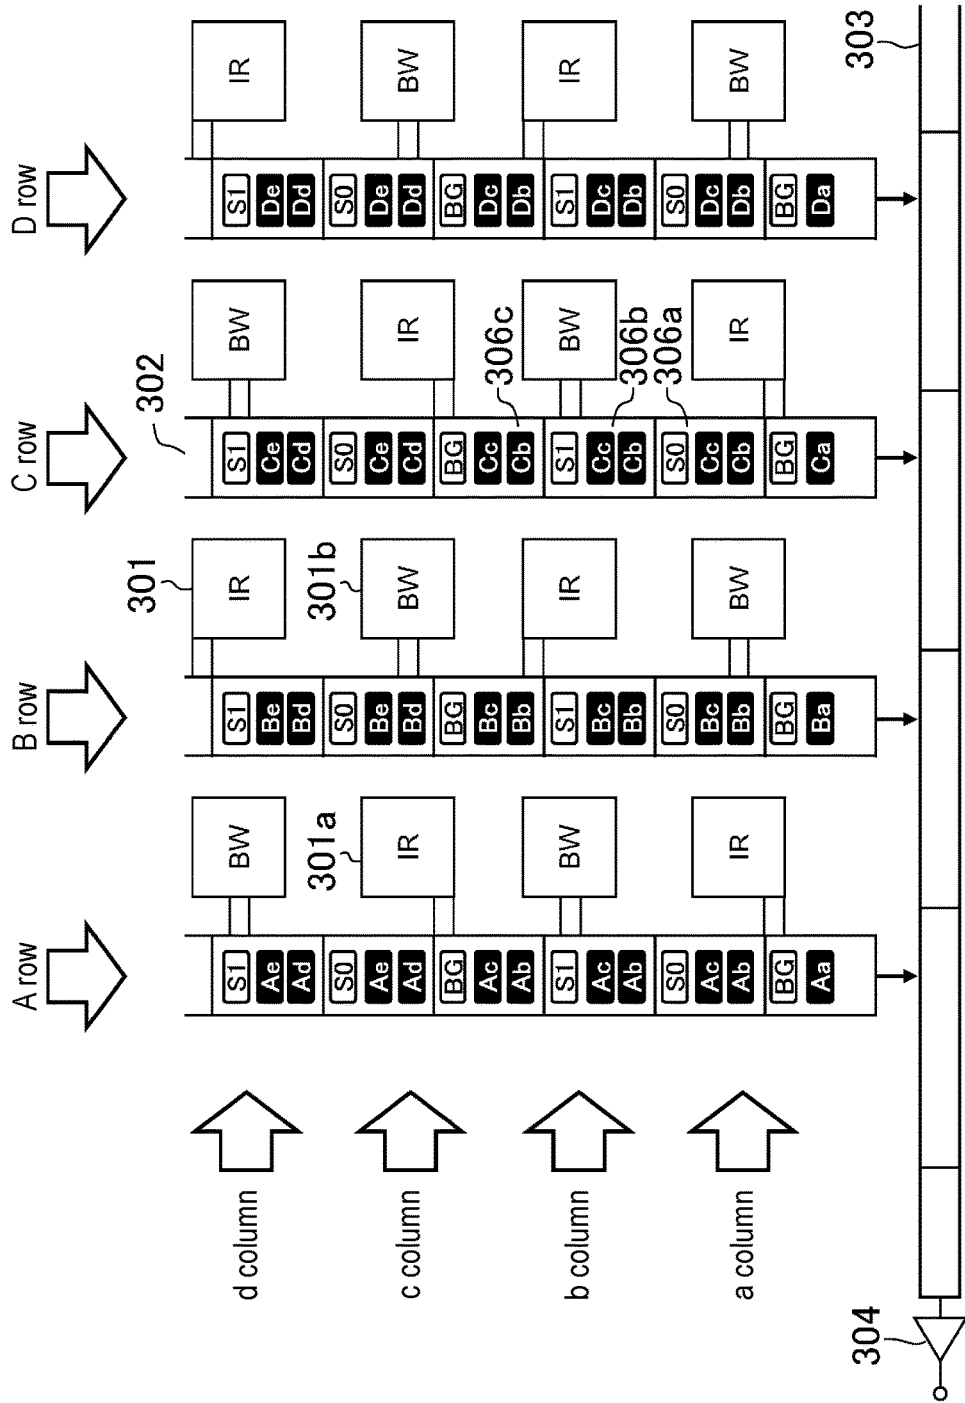 A row B row C row D row
301 302
d column S1 BW S1 IR S1 BW S1 IR
Ae Be Ce De
Ad Bd Cd Dd
301a 301b
S0 S0 S0 S0
Ae Be Ce De
c column Ad IR Bd BW Cd IR Dd BW
BG BG BG BG
Ac Bc Cc Dc
306c
Ab Bb Cb Db
b column S1 BW S1 IR S1 BW S1 IR
Ac Bc Cc Dc
Ab Bb Cb 306b Db
S0 S0 S0 306a S0
Ac Bc Cc Dc
a column Ab IR Bb BW Cb IR Db BW
BG BG BG BG
Aa Ba Ca Da
304 303